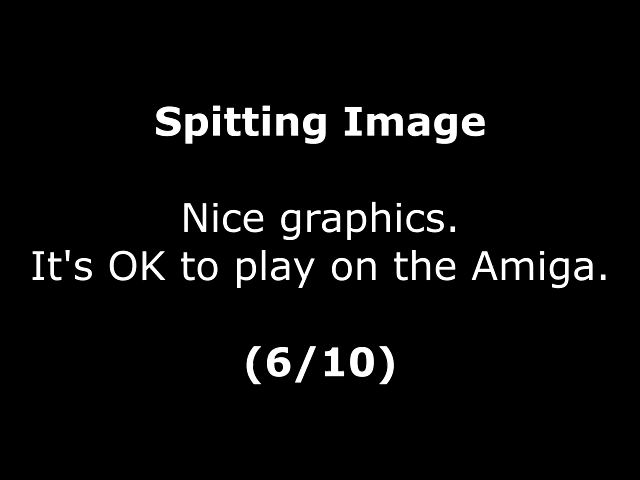 Spitting Image
Nice graphics.
It's OK to play on the Amiga.
(6/10)